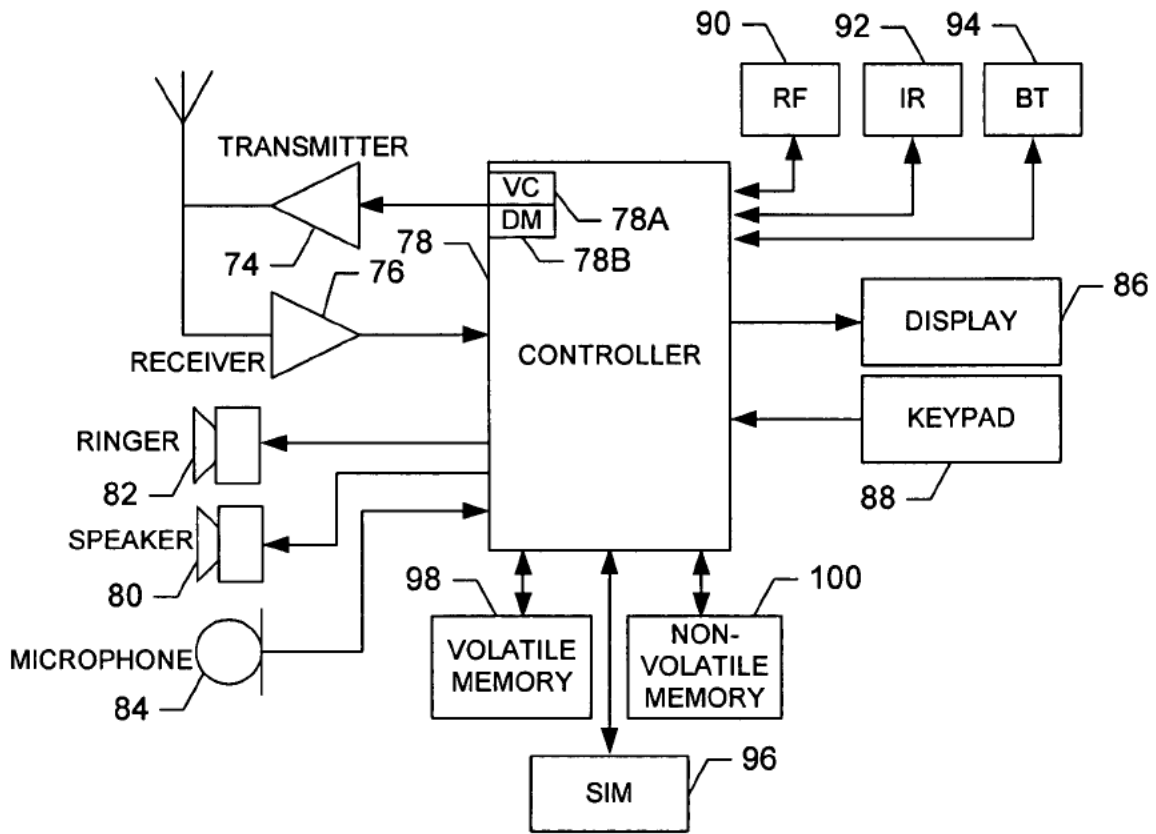 90
92
94
RF
IR
BT
TRANSMITTER
VC
DM
78A
78B
74
78
76
86
DISPLAY
CONTROLLER
RECEIVER
KEYPAD
RINGER
82
88
SPEAKER
80
98
100
VOLATILE
MEMORY
NON-
VOLATILE
MEMORY
MICROPHONE
84
SIM
96